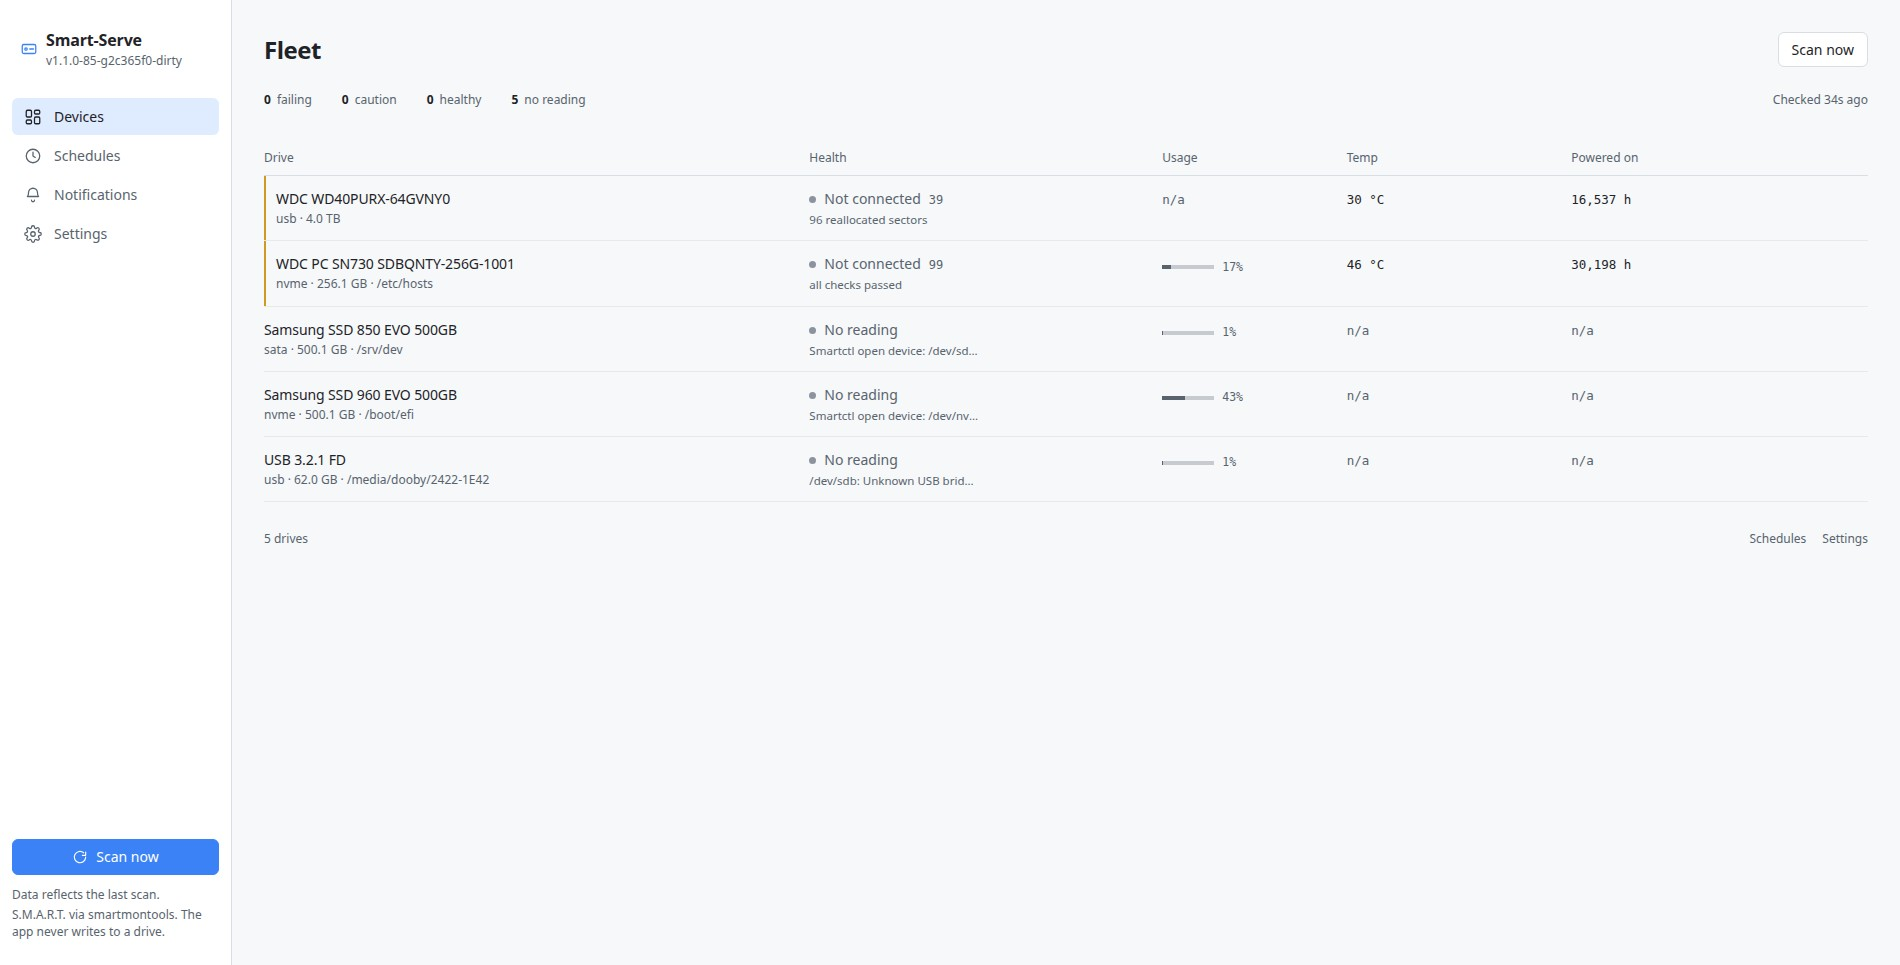 Smart-Serve
v1.1.0-85-g2c365f0-dirty
Devices
Schedules
Notifications
Settings
Scan now
Data reflects the last scan.
S.M.A.R.T. via smartmontools. The
app never writes to a drive.
Fleet
Scan now
0 failing 0 caution 0 healthy 5 no reading
Checked 34s ago
Drive Health Usage Temp Powered on
WDC WD40PURX-64GVNY0 Not connected 39 n/a 30 °C 16,537 h
usb · 4.0 TB 96 reallocated sectors
WDC PC SN730 SDBQNTY-256G-1001 Not connected 99 17% 46 °C 30,198 h
nvme · 256.1 GB · /etc/hosts all checks passed
Samsung SSD 850 EVO 500GB No reading 1% n/a n/a
sata · 500.1 GB · /srv/dev Smartctl open device: /dev/sd...
Samsung SSD 960 EVO 500GB No reading 43% n/a n/a
nvme · 500.1 GB · /boot/efi Smartctl open device: /dev/nv...
USB 3.2.1 FD No reading 1% n/a n/a
usb · 62.0 GB · /media/dooby/2422-1E42 /dev/sdb: Unknown USB brid...
5 drives
Schedules Settings